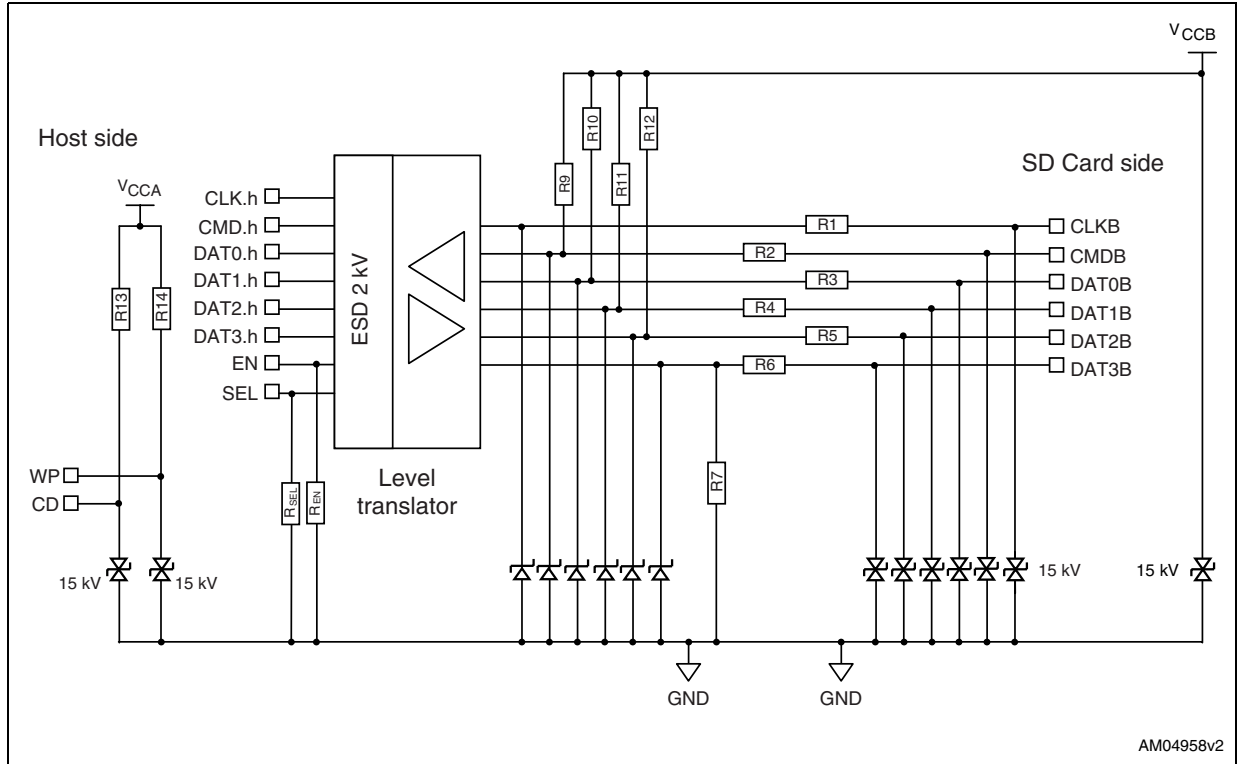 VCCB
Host side
SD Card side
VCCA
R9
R10
R11
R12
R13
R14
CLK.h
CMD.h
DAT0.h
DAT1.h
DAT2.h
DAT3.h
EN
SEL
ESD 2 kV
R1
R2
R3
R4
R5
R6
CLKB
CMDB
DAT0B
DAT1B
DAT2B
DAT3B
WP
CD
Level
translator
RSEL
REN
R7
15 kV
15 kV
15 kV
15 kV
GND
GND
AM04958v2